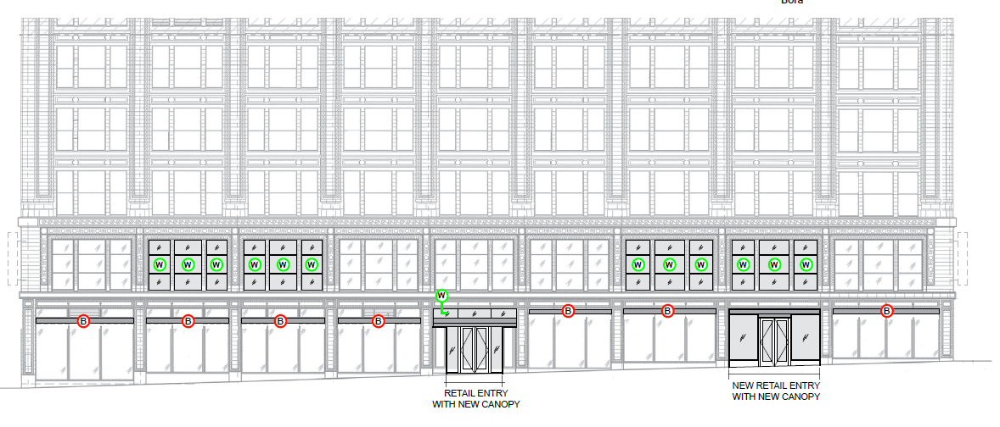 Bora
W W W W W W W W W W W W
W
B B B B B B B
RETAIL ENTRY
WITH NEW CANOPY
NEW RETAIL ENTRY
WITH NEW CANOPY